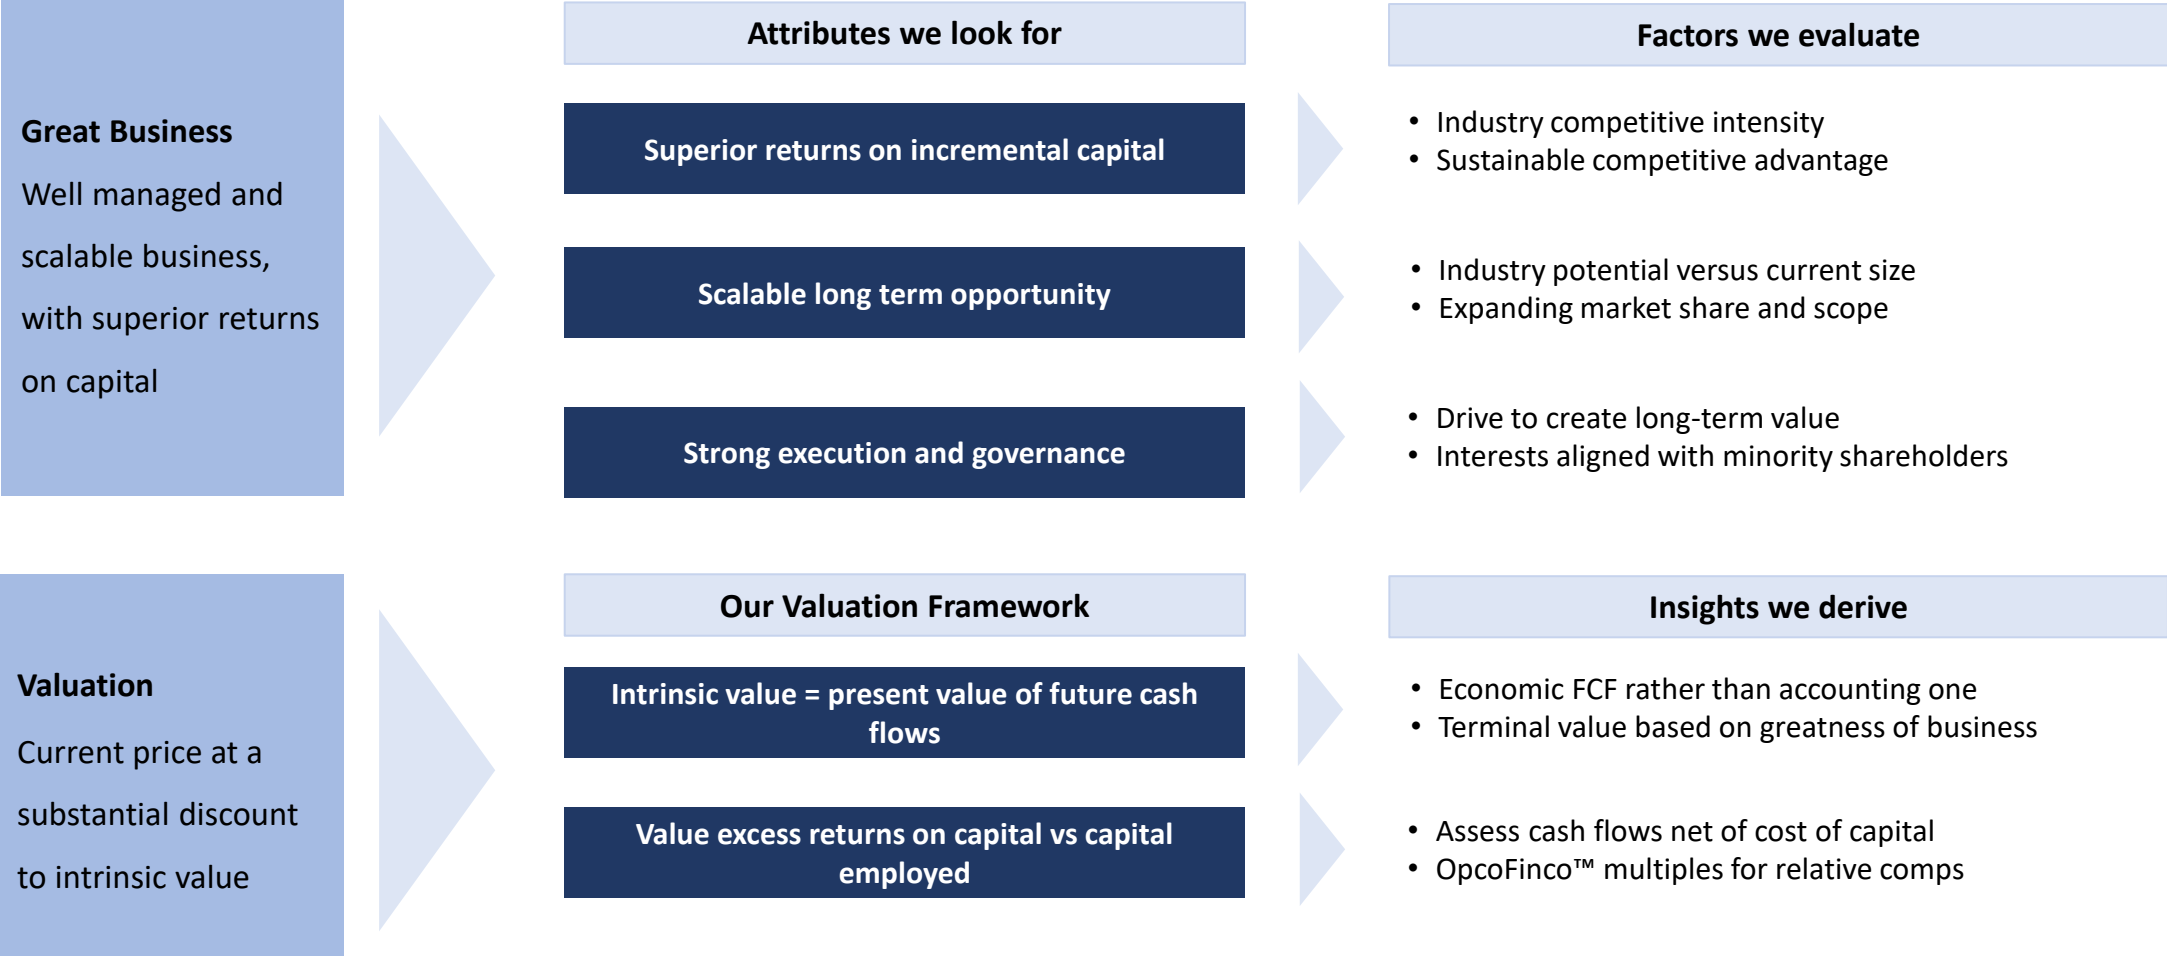 Great Business
Well managed and
scalable business,
with superior returns
on capital
Attributes we look for
Superior returns on incremental capital
Scalable long term opportunity
Strong execution and governance
Factors we evaluate
• Industry competitive intensity
• Sustainable competitive advantage
• Industry potential versus current size
• Expanding market share and scope
• Drive to create long-term value
• Interests aligned with minority shareholders
Valuation
Current price at a
substantial discount
to intrinsic value
Our Valuation Framework
Intrinsic value = present value of future cash
flows
Value excess returns on capital vs capital
employed
Insights we derive
• Economic FCF rather than accounting one
• Terminal value based on greatness of business
• Assess cash flows net of cost of capital
• OpcoFinco™ multiples for relative comps